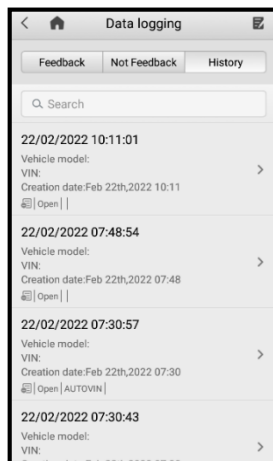 Data logging
Feedback Not Feedback History
Search
22/02/2022 10:11:01
Vehicle model:
VIN:
Creation date:Feb 22th,2022 10:11
|Open| |
22/02/2022 07:48:54
Vehicle model:
VIN:
Creation date:Feb 22th,2022 07:48
|Open| |
22/02/2022 07:30:57
Vehicle model:
VIN:
Creation date:Feb 22th,2022 07:30
|Open|AUTOVIN|
22/02/2022 07:30:43
Vehicle model:
VIN: